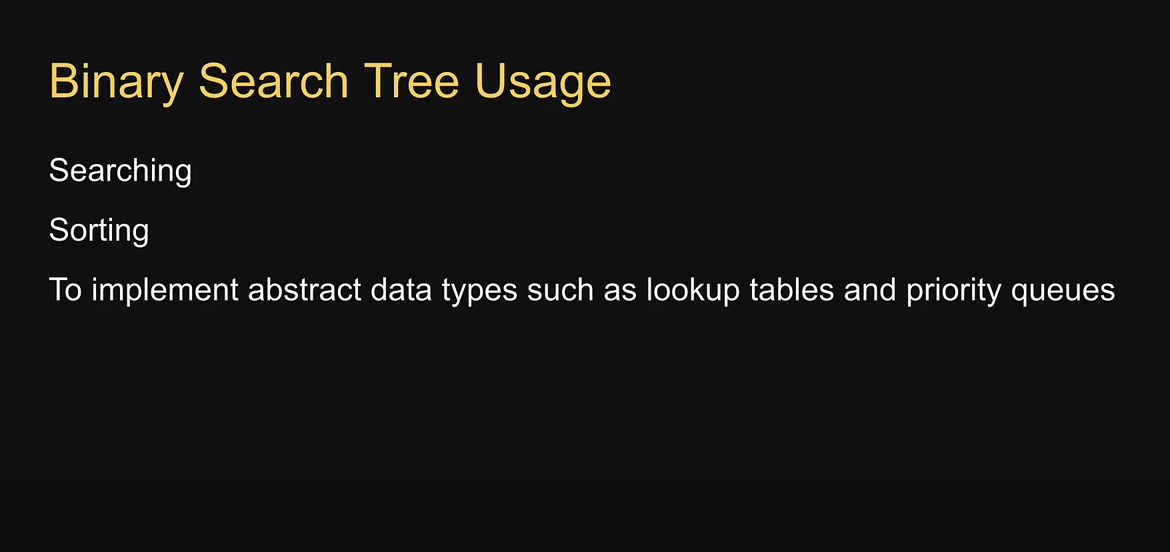 Binary Search Tree Usage
Searching
Sorting
To implement abstract data types such as lookup tables and priority queues